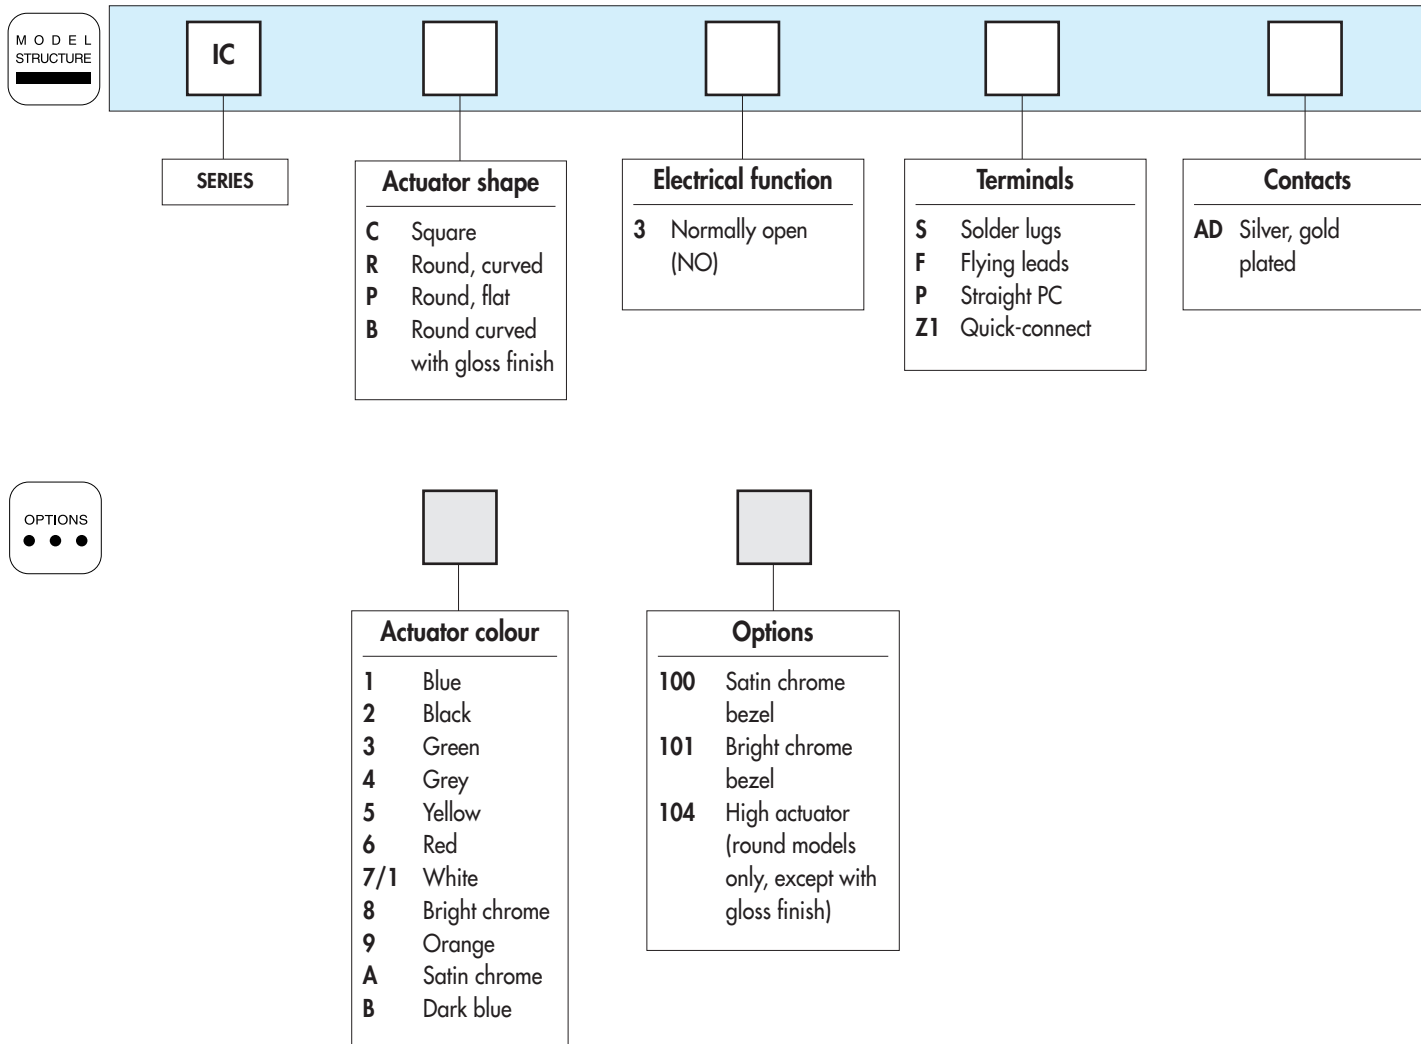 MODEL
STRUCTURE
IC
SERIES
Actuator shape
C Square
R Round, curved
P Round, flat
B Round curved
with gloss finish
Electrical function
3 Normally open
(NO)
Terminals
S Solder lugs
F Flying leads
P Straight PC
Z1 Quick-connect
Contacts
AD Silver, gold
plated
OPTIONS
Actuator colour
1 Blue
2 Black
3 Green
4 Grey
5 Yellow
6 Red
7/1 White
8 Bright chrome
9 Orange
A Satin chrome
B Dark blue
Options
100 Satin chrome
bezel
101 Bright chrome
bezel
104 High actuator
(round models
only, except with
gloss finish)